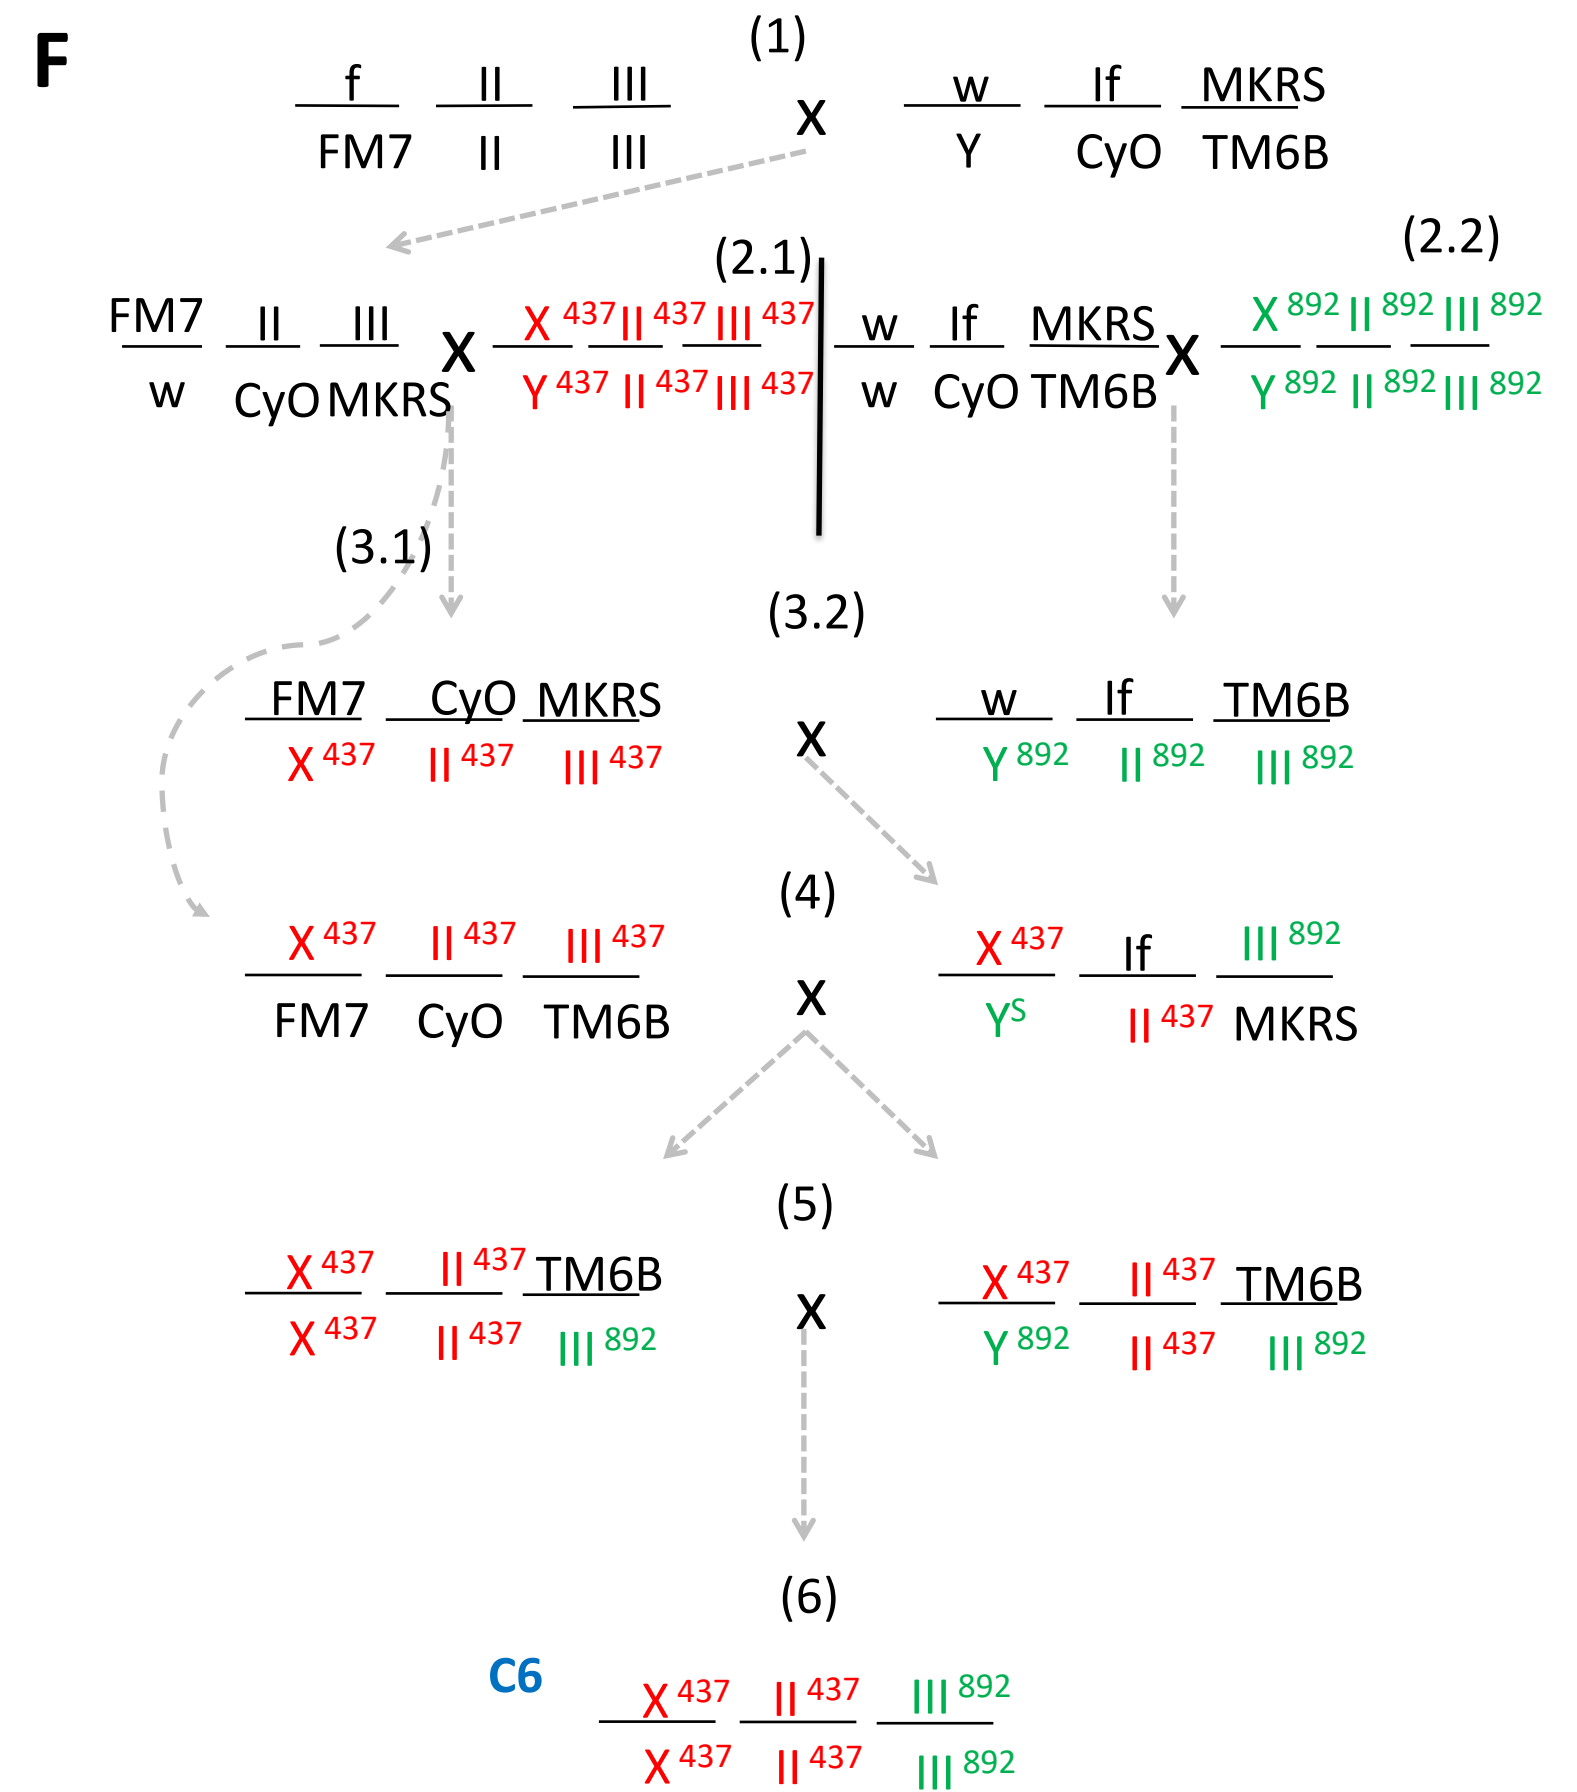 F
(1)
f II III w If MKRS
X
FM7 II III Y CyO TM6B
(2.1) (2.2)
FM7 II III X 437 II 437 III 437 w If MKRS X 892 II 892 III 892
X X
w CyO MKRS Y 437 II 437 III 437 w CyO TM6B Y 892 II 892 III 892
(3.1)
(3.2)
FM7 CyO MKRS w If TM6B
X
X 437 II 437 III 437 Y 892 II 892 III 892
(4)
X 437 II 437 III 437 X 437 If III 892
X
FM7 CyO TM6B Y S II 437 MKRS
(5)
X 437 II 437 TM6B X 437 II 437 TM6B
X
X 437 II 437 III 892 Y 892 II 437 III 892
(6)
C6
X 437 II 437 III 892
X 437 II 437 III 892